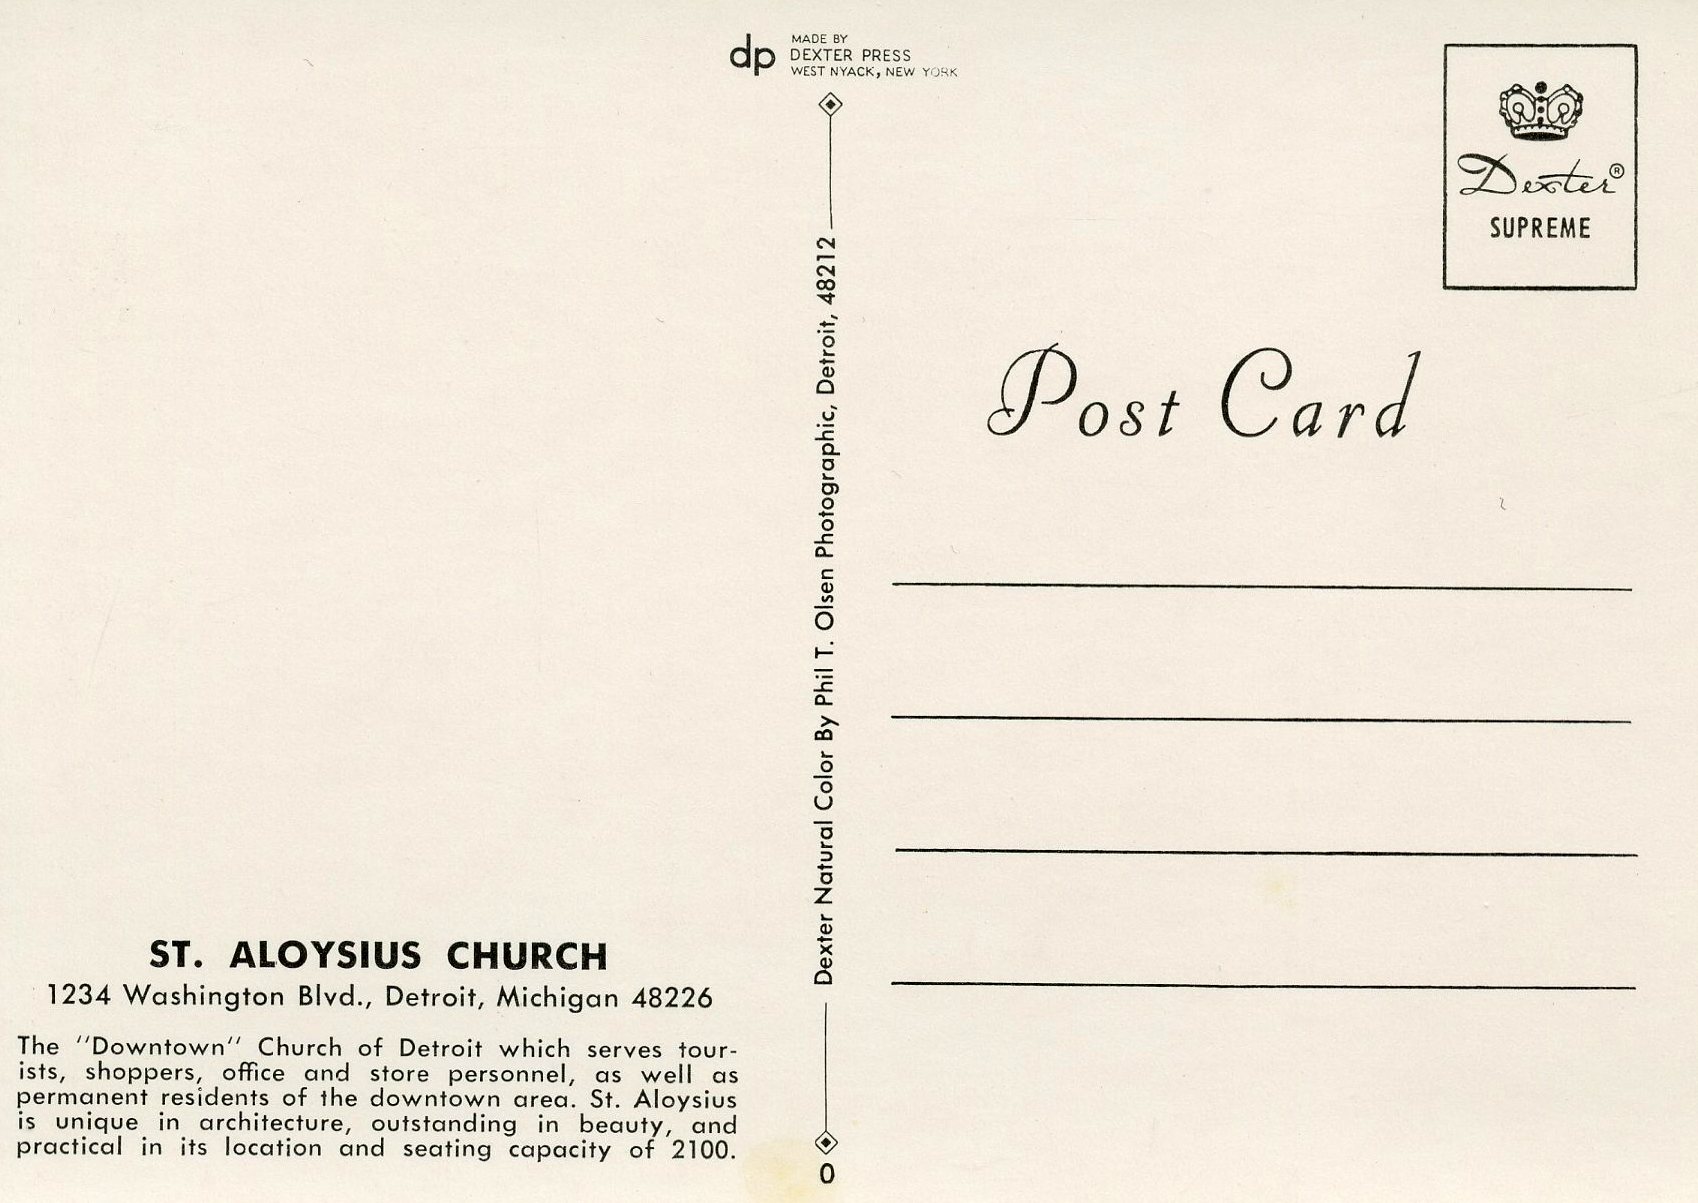 dp
MADE BY
DEXTER PRESS
WEST NYACK, NEW YORK
Dexter®
SUPREME
Post Card
Dexter Natural Color By Phil T. Olsen Photographic, Detroit, 48212
ST. ALOYSIUS CHURCH
1234 Washington Blvd., Detroit, Michigan 48226
The "Downtown" Church of Detroit which serves tour-
ists, shoppers, office and store personnel, as well as
permanent residents of the downtown area. St. Aloysius
is unique in architecture, outstanding in beauty, and
practical in its location and seating capacity of 2100.
0